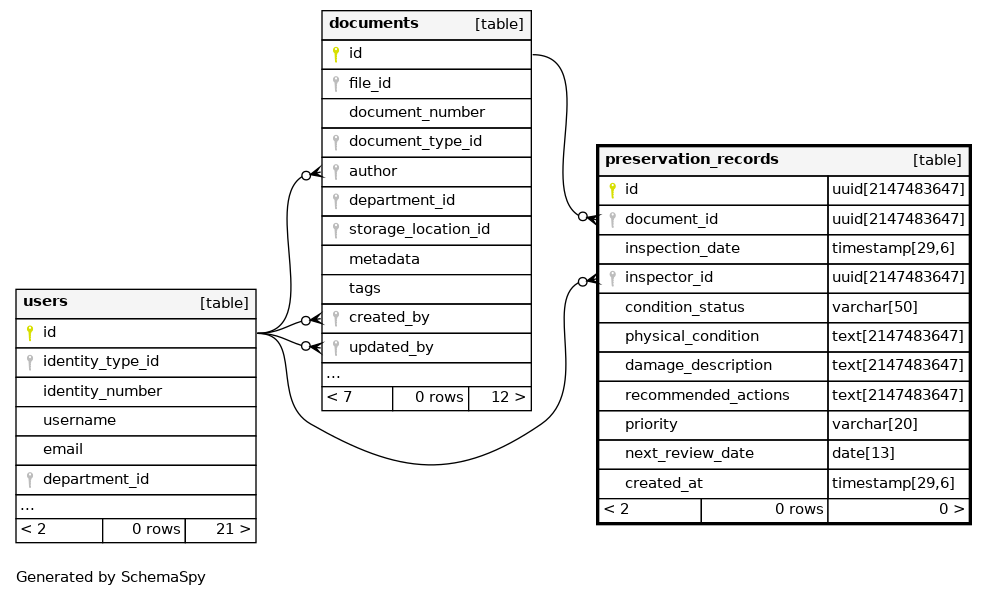 documents [table]
id
file_id
document_number
document_type_id
author
department_id
storage_location_id
metadata
tags
created_by
updated_by
...
< 7 0 rows 12 >
preservation_records [table]
id uuid[2147483647]
document_id uuid[2147483647]
inspection_date timestamp[29,6]
inspector_id uuid[2147483647]
condition_status varchar[50]
physical_condition text[2147483647]
damage_description text[2147483647]
recommended_actions text[2147483647]
priority varchar[20]
next_review_date date[13]
created_at timestamp[29,6]
< 2 0 rows 0 >
users [table]
id
identity_type_id
identity_number
username
email
department_id
...
< 2 0 rows 21 >
Generated by SchemaSpy